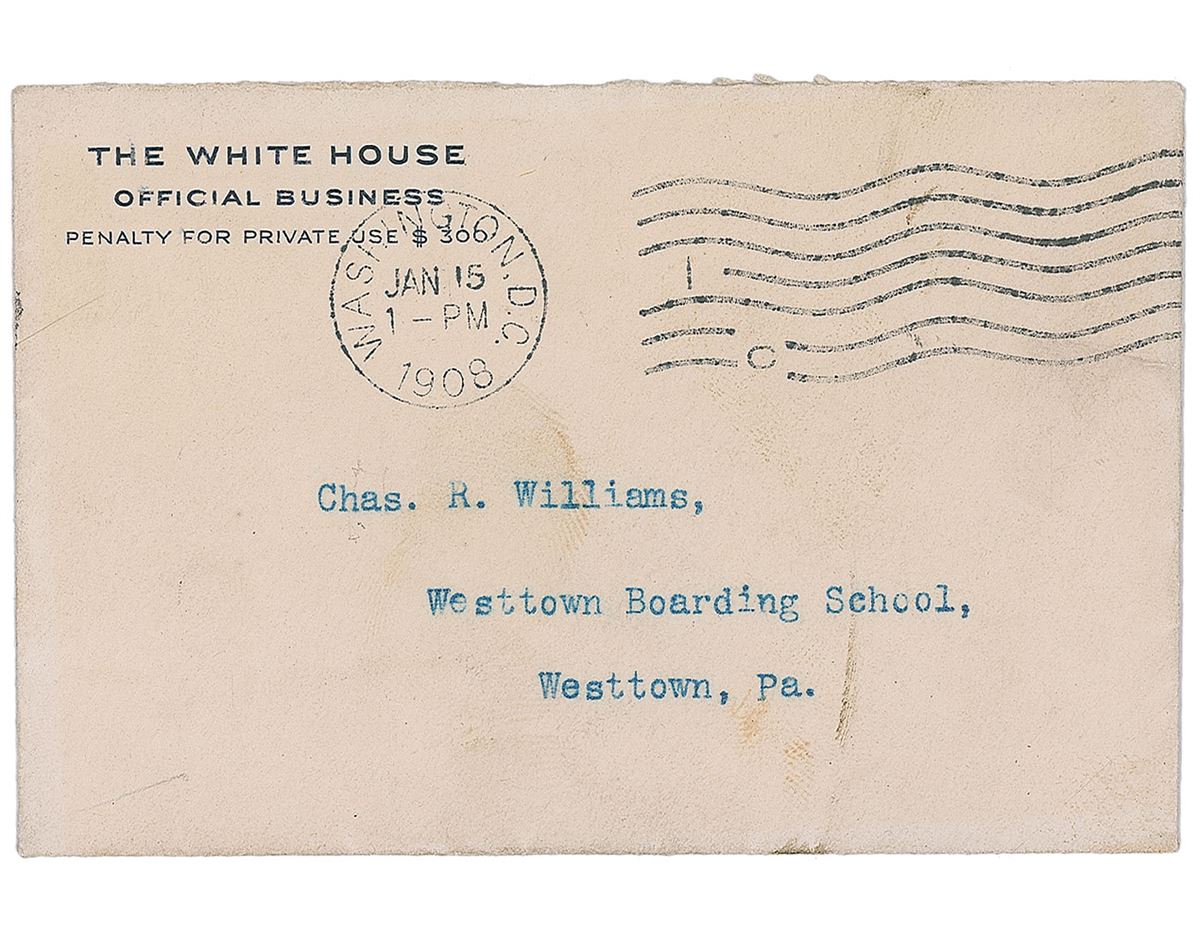 THE WHITE HOUSE
OFFICIAL BUSINESS
PENALTY FOR PRIVATE USE $ 300
WASHINGTON. D.C.
JAN 15
1 – PM
1908
1
C
Chas. R. Williams,
Westtown Boarding School,
Westtown, Pa.